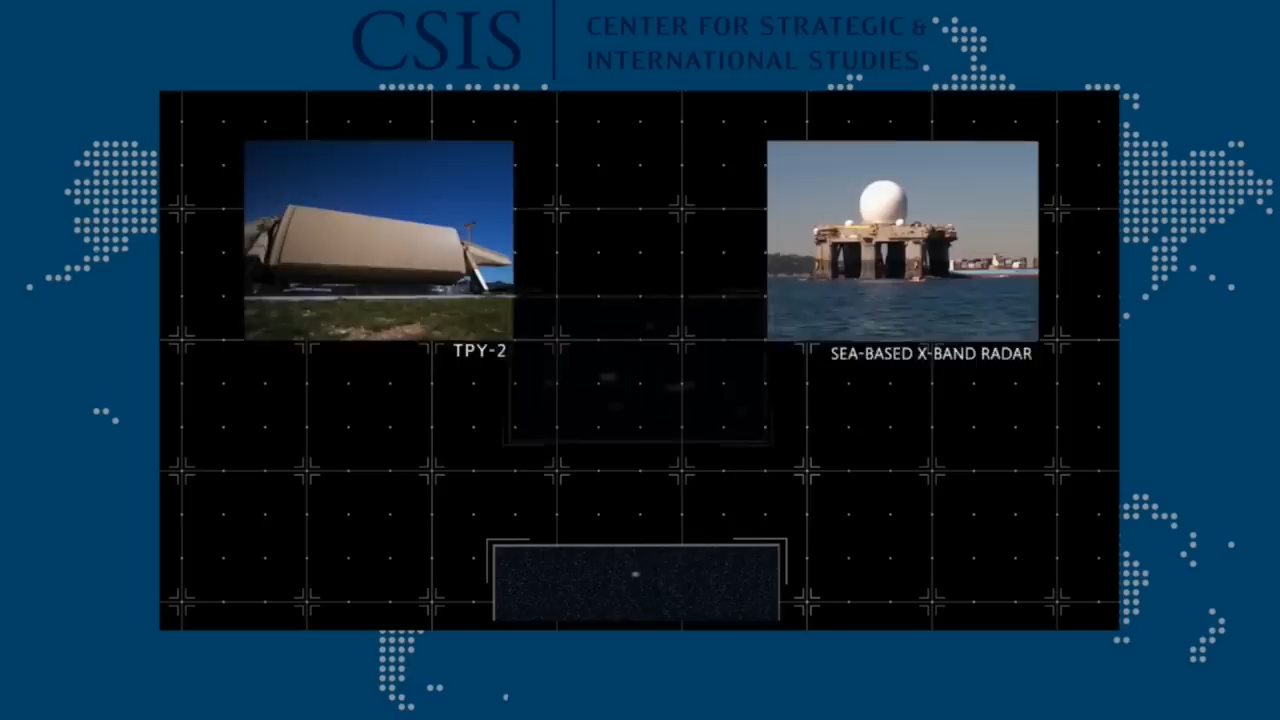 CSIS
CENTER FOR STRATEGIC &
INTERNATIONAL STUDIES
TPY-2
SEA-BASED X-BAND RADAR